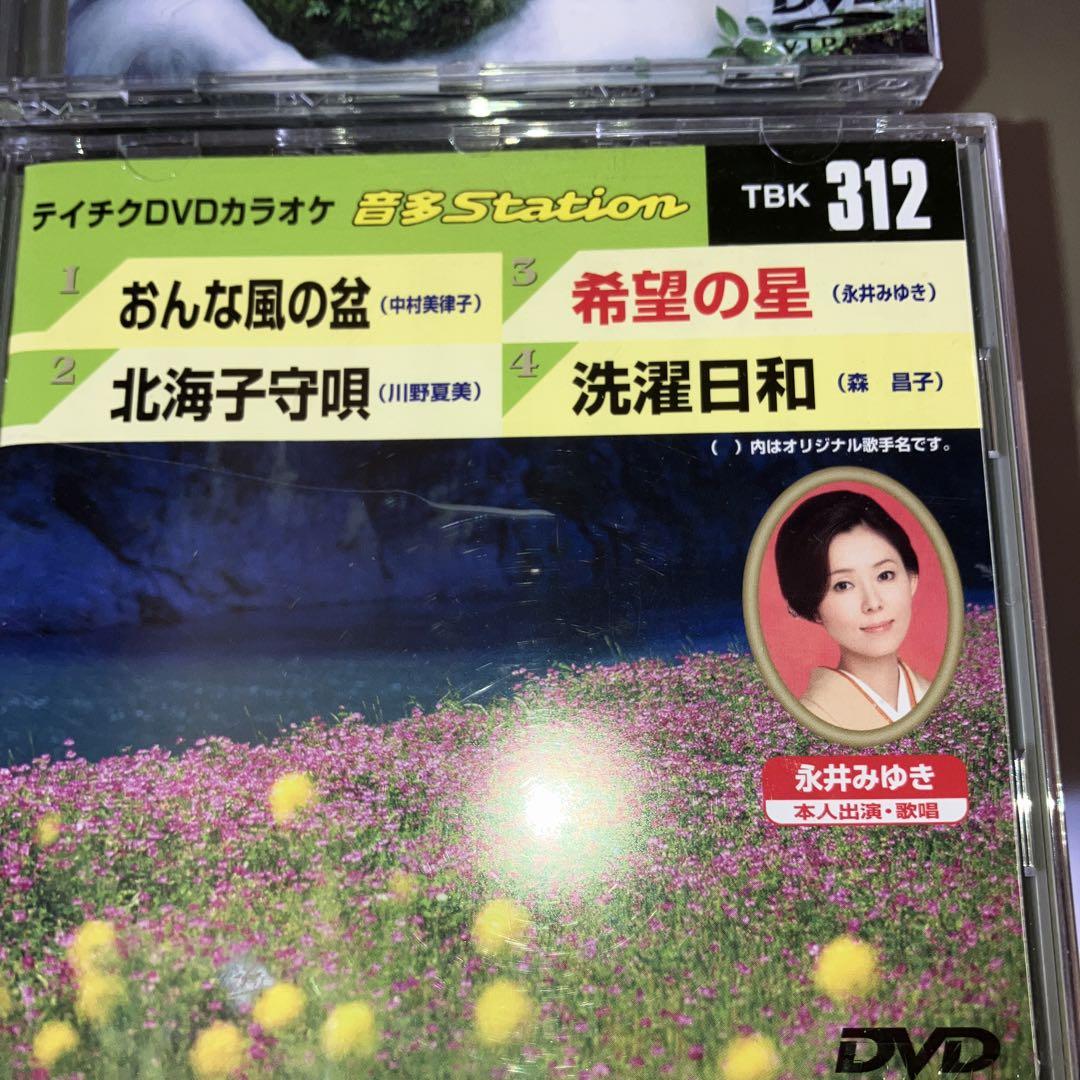 DVD
VIDEO
テイチクDVDカラオケ 音多Station
TBK 312
1 おんな風の盆(中村美律子)
2 北海子守唄(川野夏美)
3 希望の星(永井みゆき)
4 洗濯日和(森 昌子)
( )内はオリジナル歌手名です。
永井みゆき
本人出演・歌唱
DVD